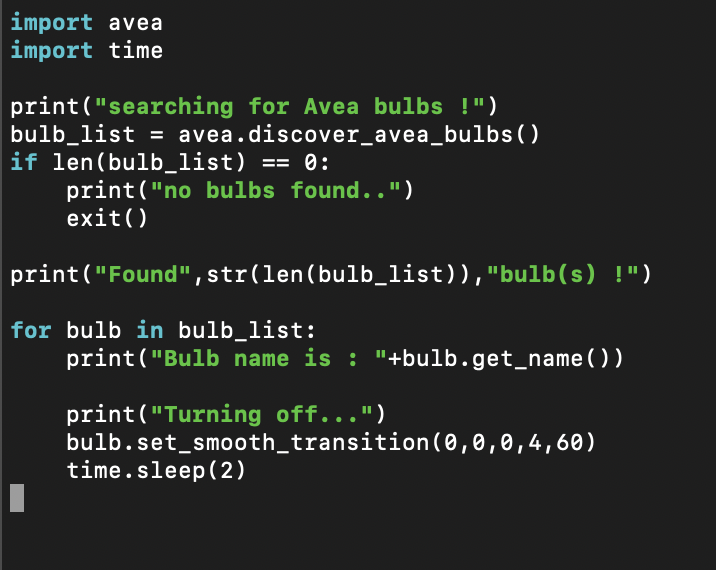 import avea
import time
print("searching for Avea bulbs !")
bulb_list = avea.discover_avea_bulbs()
if len(bulb_list) == 0:
    print("no bulbs found..")
    exit()
print("Found",str(len(bulb_list)),"bulb(s) !")
for bulb in bulb_list:
    print("Bulb name is : "+bulb.get_name())
    print("Turning off...")
    bulb.set_smooth_transition(0,0,0,4,60)
    time.sleep(2)